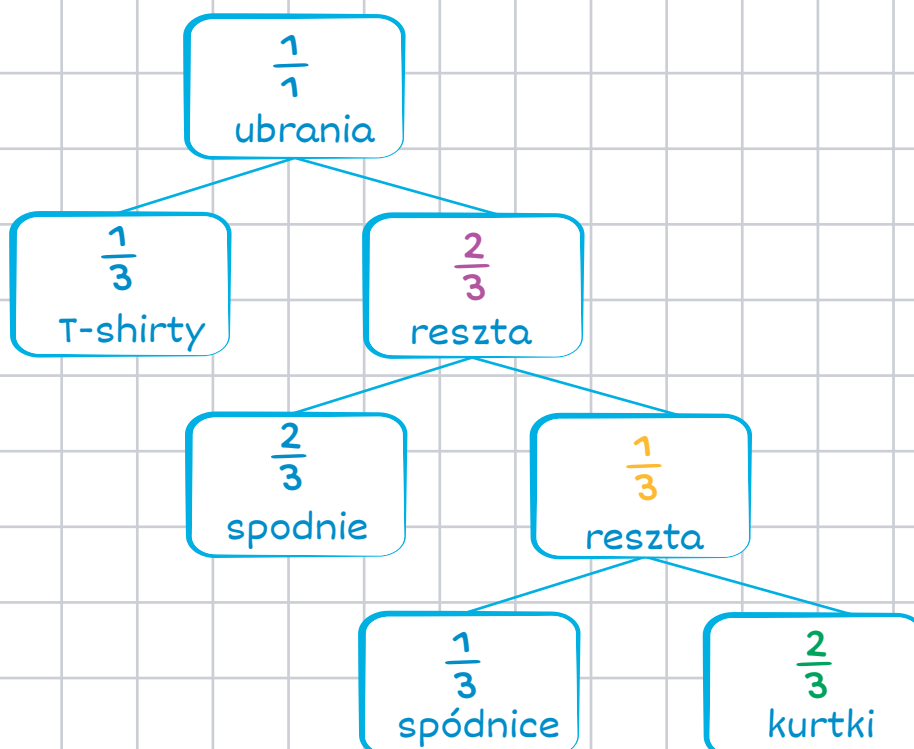 1
1
ubrania
1
3
T-shirty
2
3
reszta
2
3
spodnie
1
3
reszta
1
3
spódnice
2
3
kurtki